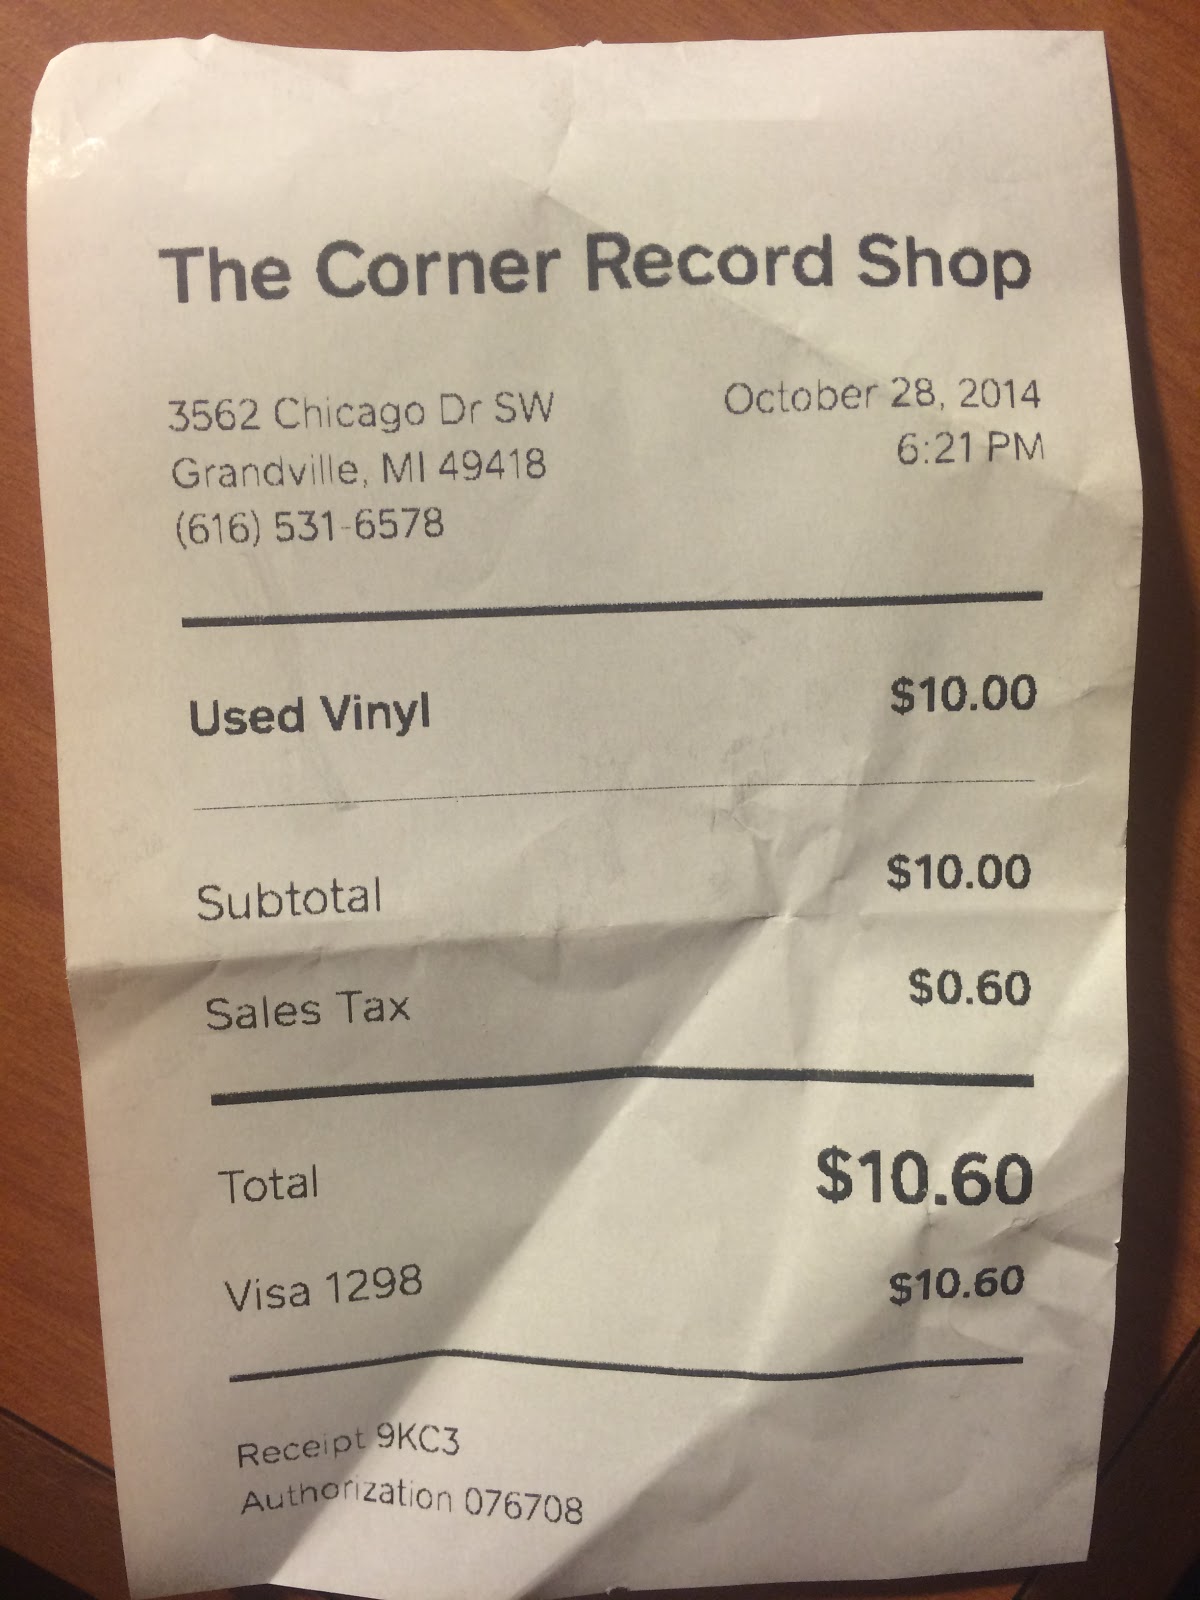 The Corner Record Shop
3562 Chicago Dr SW
Grandville, MI 49418
(616) 531-6578
October 28, 2014
6:21 PM
Used Vinyl $10.00
Subtotal $10.00
Sales Tax $0.60
Total $10.60
Visa 1298 $10.60
Receipt 9KC3
Authorization 076708